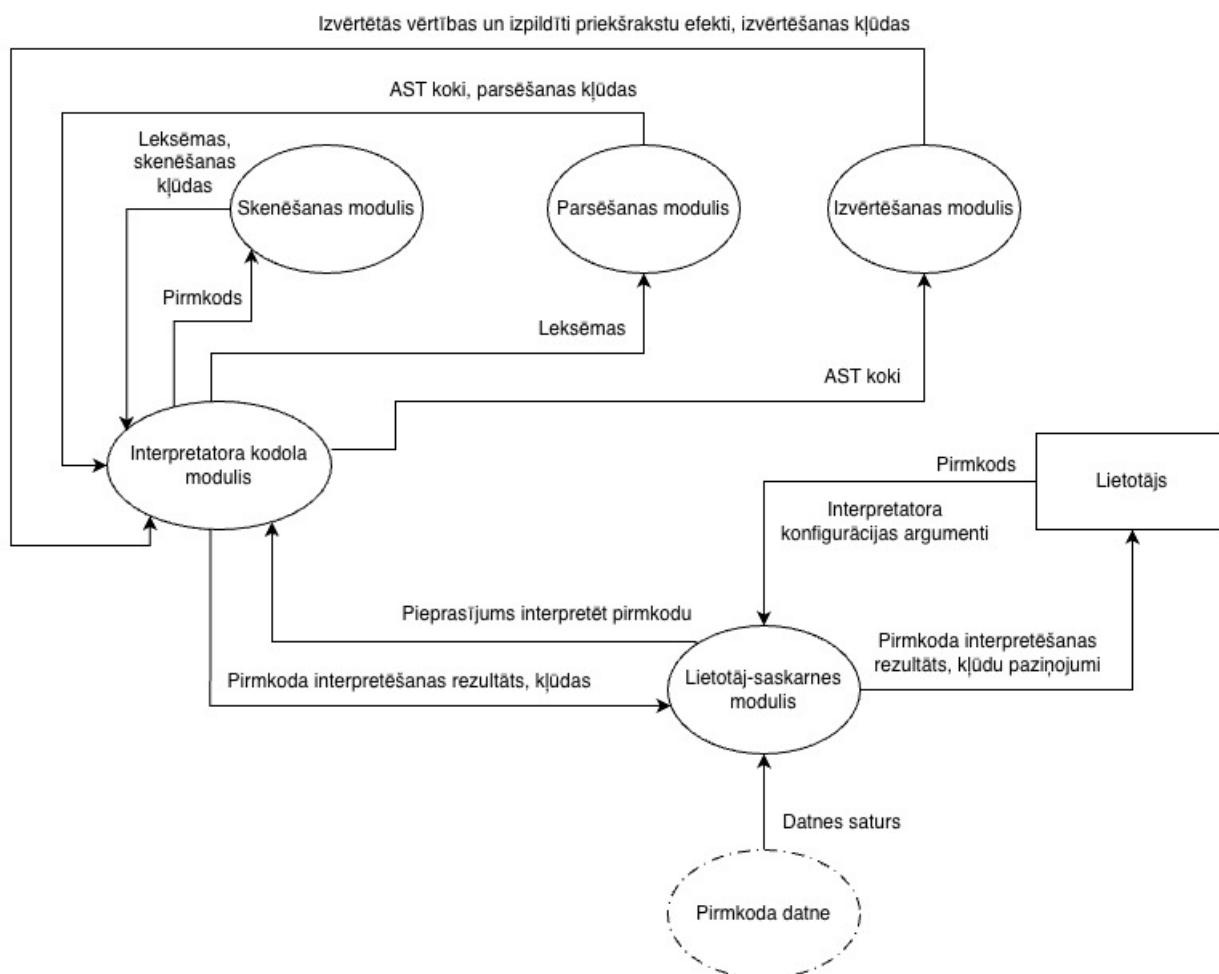 Izvērtētās vērtības un izpildīti priekšrakstu efekti, izvērtēšanas kļūdas
AST koki, parsēšanas kļūdas
Leksēmas,
skenēšanas
kļūdas
Skenēšanas modulis
Parsēšanas modulis
Izvērtēšanas modulis
Pirmkods
Leksēmas
AST koki
Interpretatora kodola
modulis
Pirmkods
Lietotājs
Interpretatora
konfigurācijas argumenti
Pieprasījums interpretēt pirmkodu
Pirmkoda interpretēšanas
rezultāts, kļūdu paziņojumi
Pirmkoda interpretēšanas rezultāts, kļūdas
Lietotāj-saskarnes
modulis
Datnes saturs
Pirmkoda datne